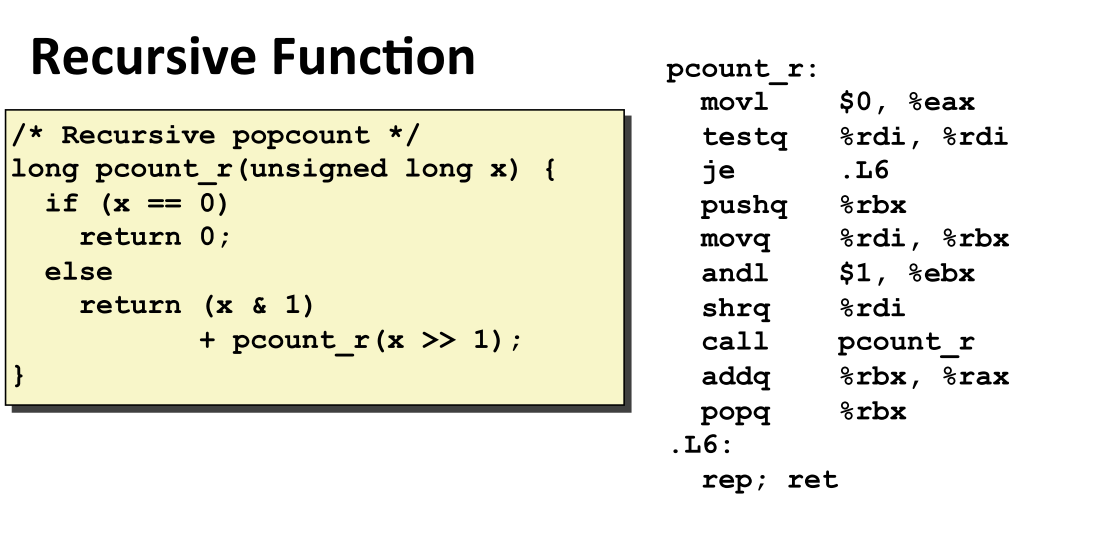 Recursive Function
/* Recursive popcount */
long pcount_r(unsigned long x) {
  if (x == 0)
    return 0;
  else
    return (x & 1)
           + pcount_r(x >> 1);
}
pcount_r:
  movl    $0, %eax
  testq   %rdi, %rdi
  je      .L6
  pushq   %rbx
  movq    %rdi, %rbx
  andl    $1, %ebx
  shrq    %rdi
  call    pcount_r
  addq    %rbx, %rax
  popq    %rbx
.L6:
  rep; ret